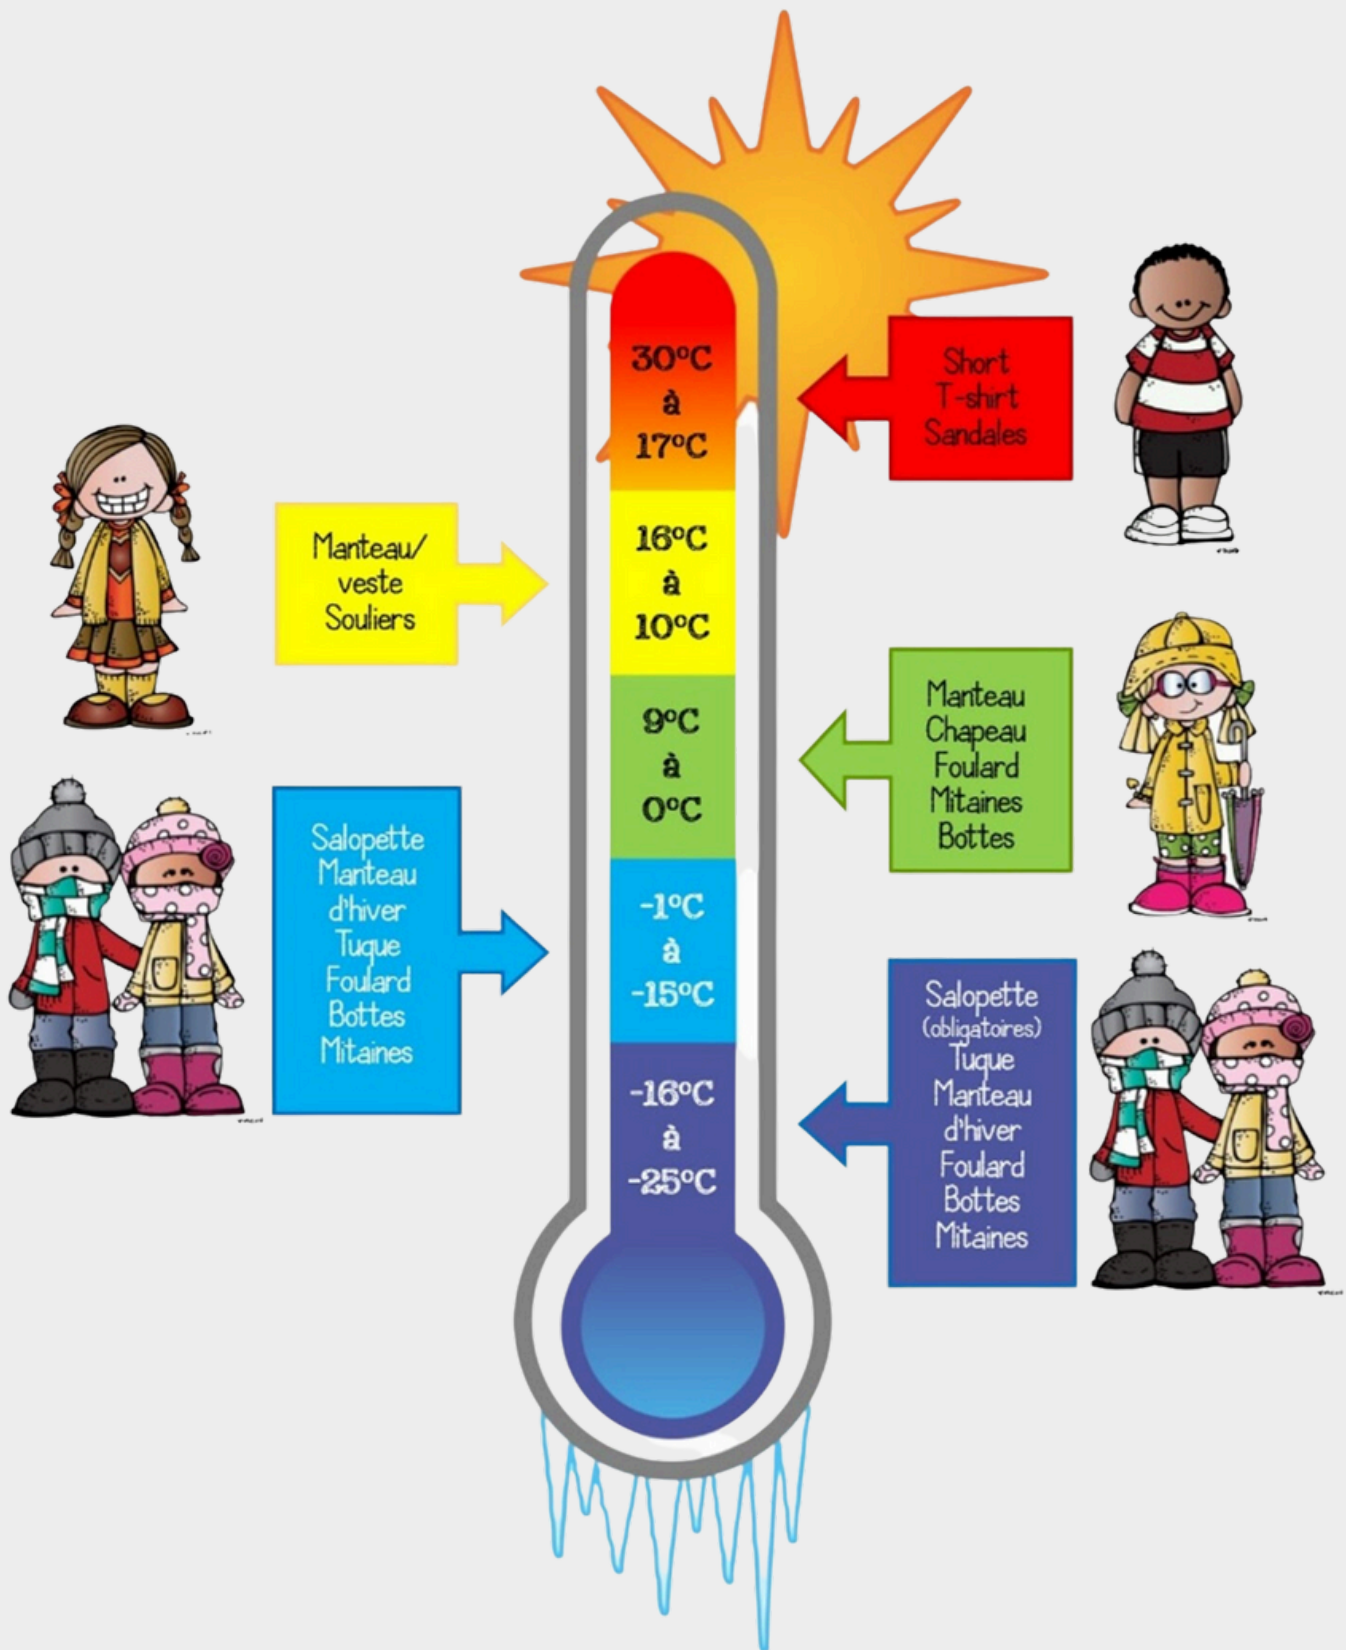 30°C
à
17°C
Short
T-shirt
Sandales
16°C
à
10°C
Manteau/
veste
Souliers
9°C
à
0°C
Manteau
Chapeau
Foulard
Mitaines
Bottes
-1°C
à
-15°C
Salopette
Manteau
d'hiver
Tuque
Foulard
Bottes
Mitaines
-16°C
à
-25°C
Salopette
(obligatoires)
Tuque
Manteau
d'hiver
Foulard
Bottes
Mitaines